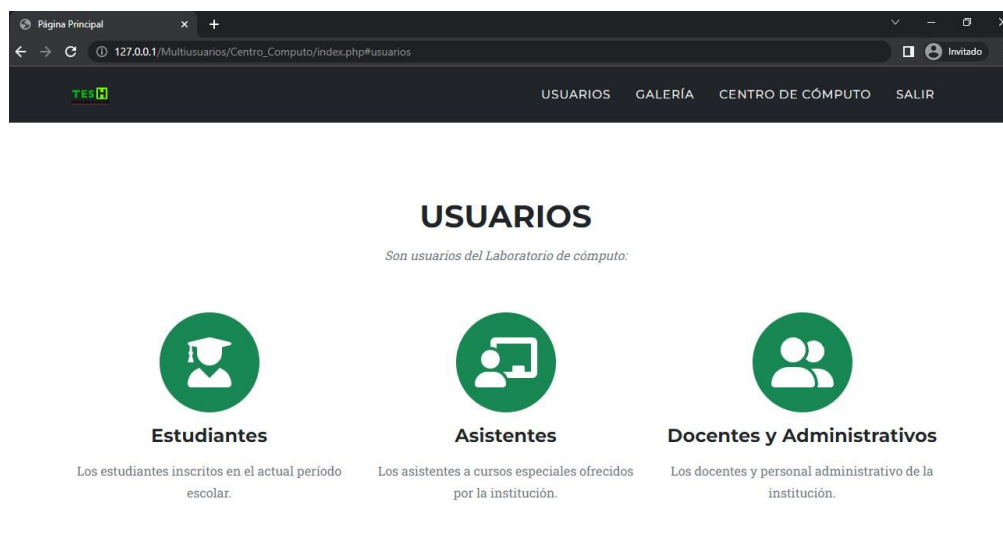 Página Principal
127.0.0.1/Multiusuarios/Centro_Computo/index.php#usuarios
Invitado
TESH
USUARIOS GALERÍA CENTRO DE CÓMPUTO SALIR
USUARIOS
Son usuarios del Laboratorio de cómputo:
Estudiantes
Los estudiantes inscritos en el actual período
escolar.
Asistentes
Los asistentes a cursos especiales ofrecidos
por la institución.
Docentes y Administrativos
Los docentes y personal administrativo de la
institución.